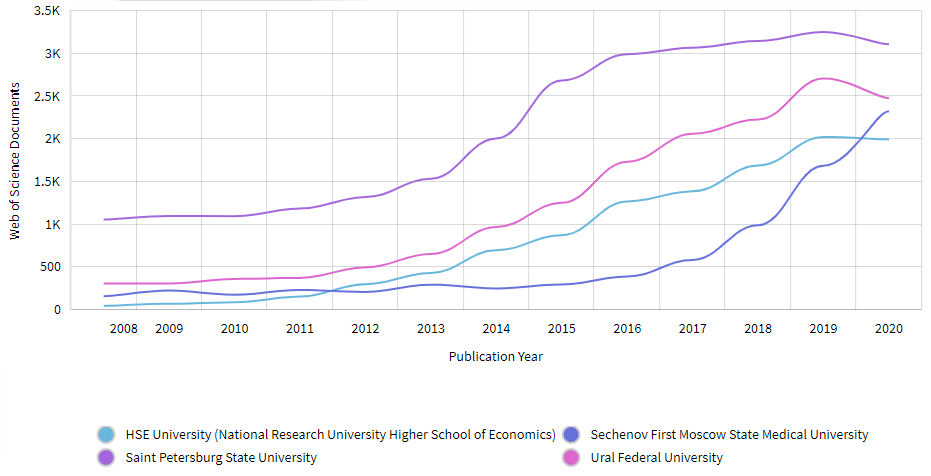 3.5K
3K
2.5K
2K
1.5K
1K
500
0
Web of Science Documents
2008 2009 2010 2011 2012 2013 2014 2015 2016 2017 2018 2019 2020
Publication Year
HSE University (National Research University Higher School of Economics) Sechenov First Moscow State Medical University
Saint Petersburg State University Ural Federal University